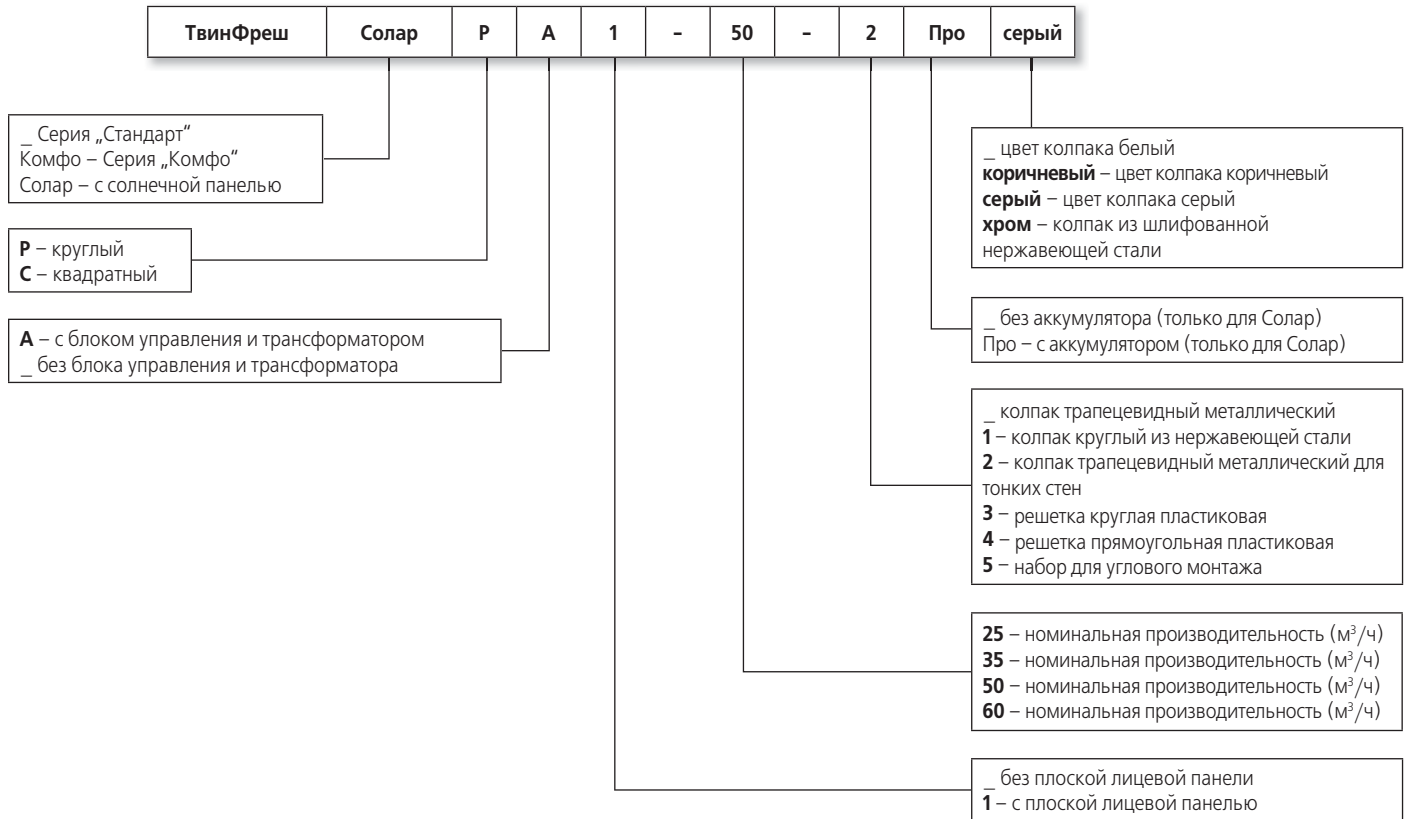 ТвинФреш Солар Р А 1 – 50 – 2 Про серый
_ Серия „Стандарт“
Комфо – Серия „Комфо“
Солар – с солнечной панелью
Р – круглый
С – квадратный
А – с блоком управления и трансформатором
_ без блока управления и трансформатора
_ цвет колпака белый
коричневый – цвет колпака коричневый
серый – цвет колпака серый
хром – колпак из шлифованной
нержавеющей стали
_ без аккумулятора (только для Солар)
Про – с аккумулятором (только для Солар)
_ колпак трапецевидный металлический
1 – колпак круглый из нержавеющей стали
2 – колпак трапецевидный металлический для
тонких стен
3 – решетка круглая пластиковая
4 – решетка прямоугольная пластиковая
5 – набор для углового монтажа
25 – номинальная производительность (м³/ч)
35 – номинальная производительность (м³/ч)
50 – номинальная производительность (м³/ч)
60 – номинальная производительность (м³/ч)
_ без плоской лицевой панели
1 – с плоской лицевой панелью